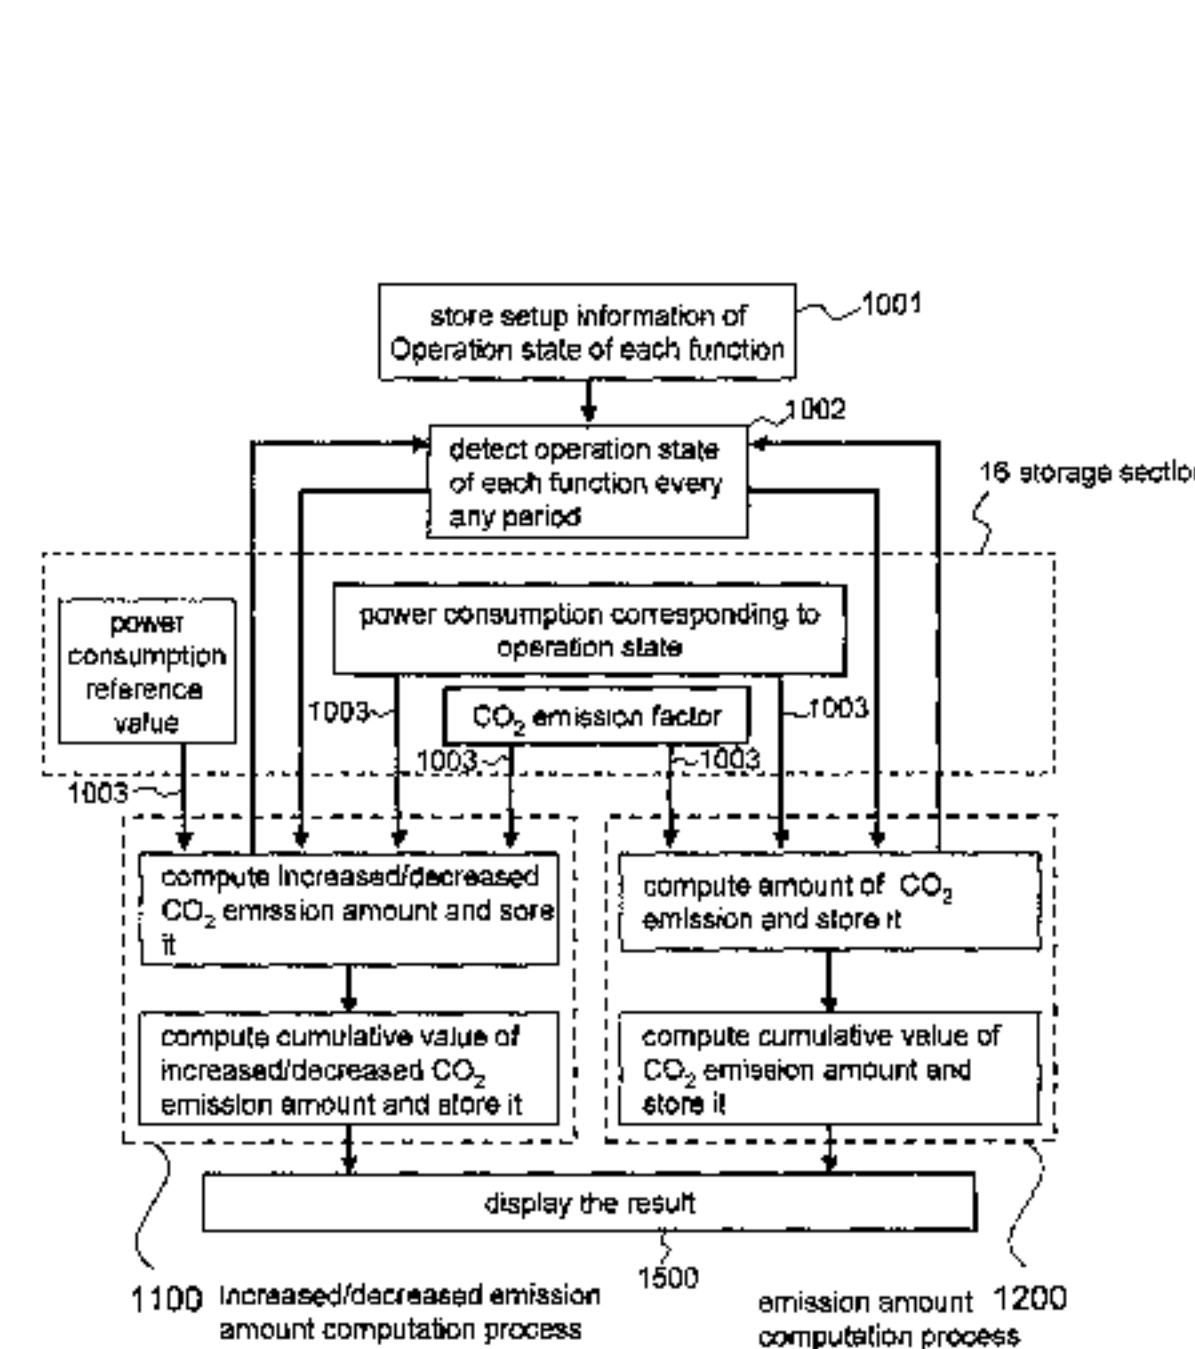 store setup information of
Operation state of each function
1001
1002
detect operation state
of each function every
any period
16 storage sectio
power
consumption
reference
value
power consumption corresponding to
operation state
1003
CO₂ emission factor
1003
1003
1003
1003
compute increased/decreased
CO₂ emission amount and sore
it
compute amount of CO₂
emission and store it
compute cumulative value of
increased/decreased CO₂
emission amount and store it
compute cumulative value of
CO₂ emission amount and
store it
display the result
1500
1100 Increased/decreased emission
amount computation process
emission amount 1200
computation process